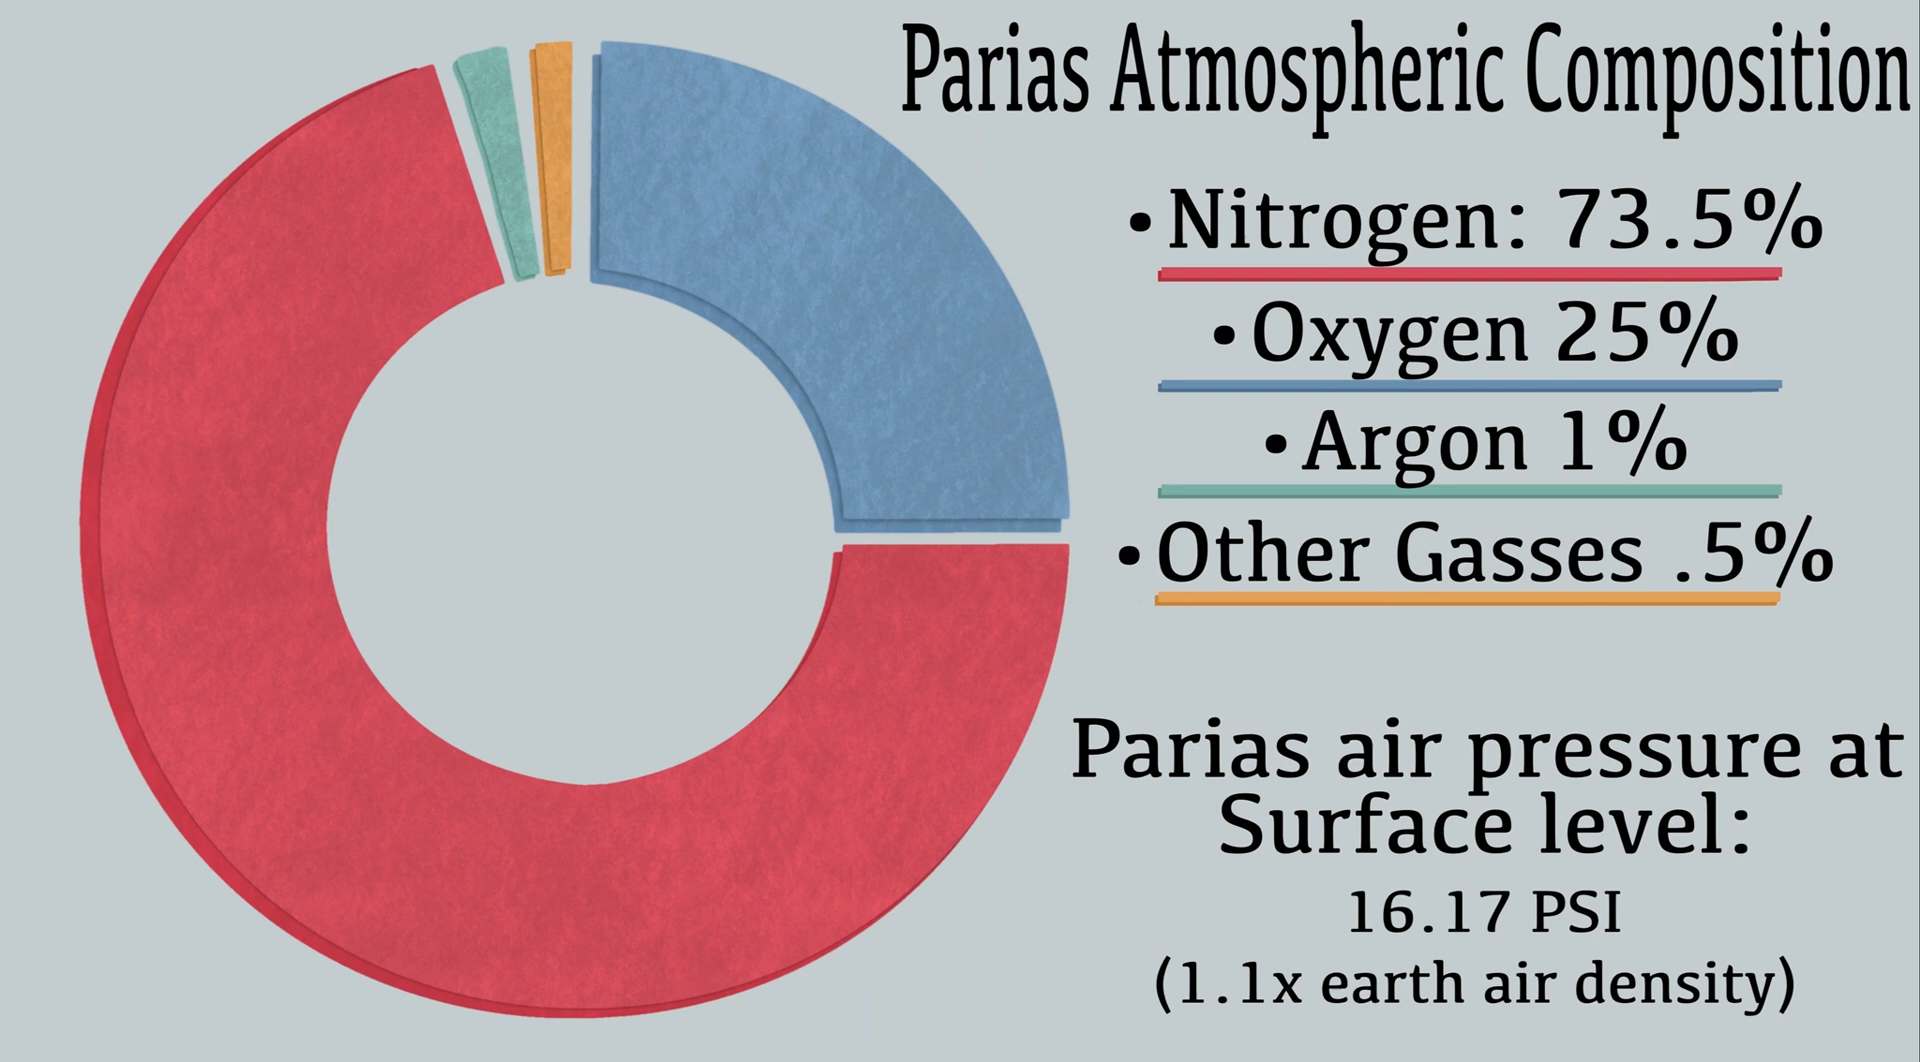 Parias Atmospheric Composition
• Nitrogen: 73.5%
• Oxygen 25%
• Argon 1%
• Other Gasses .5%
Parias air pressure at
Surface level:
16.17 PSI
(1.1x earth air density)